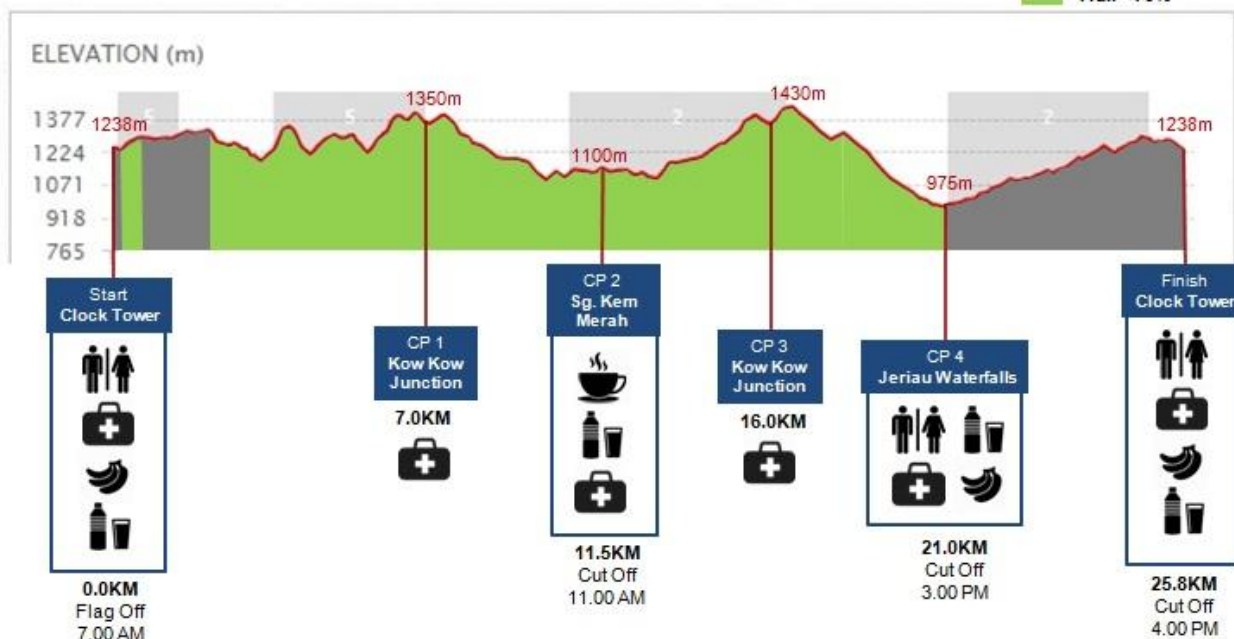 ELEVATION (m)
1377
1224
1071
918
765
1238m
1350m
1100m
1430m
975m
1238m
5
2
2
Start
Clock Tower
0.0KM
Flag Off
7.00 AM
CP 1
Kow Kow
Junction
7.0KM
CP 2
Sg. Kem
Merah
11.5KM
Cut Off
11.00 AM
CP 3
Kow Kow
Junction
16.0KM
CP 4
Jeriau Waterfalls
21.0KM
Cut Off
3.00 PM
Finish
Clock Tower
25.8KM
Cut Off
4.00 PM